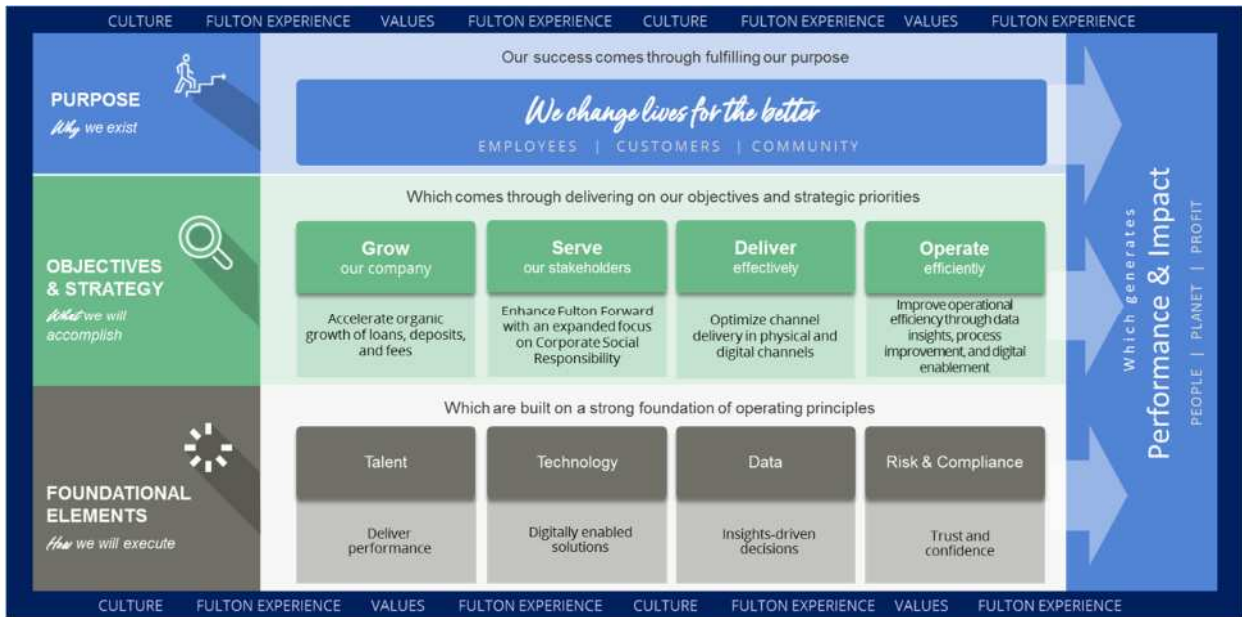 CULTURE FULTON EXPERIENCE VALUES FULTON EXPERIENCE CULTURE FULTON EXPERIENCE VALUES FULTON EXPERIENCE
PURPOSE
Why we exist
Our success comes through fulfilling our purpose
We change lives for the better
EMPLOYEES | CUSTOMERS | COMMUNITY
OBJECTIVES
& STRATEGY
What we will
accomplish
Which comes through delivering on our objectives and strategic priorities
Grow
our company
Accelerate organic
growth of loans, deposits,
and fees
Serve
our stakeholders
Enhance Fulton Forward
with an expanded focus
on Corporate Social
Responsibility
Deliver
effectively
Optimize channel
delivery in physical and
digital channels
Operate
efficiently
Improve operational
efficiency through data
insights, process
improvement, and digital
enablement
FOUNDATIONAL
ELEMENTS
How we will execute
Which are built on a strong foundation of operating principles
Talent
Deliver
performance
Technology
Digitally enabled
solutions
Data
Insights-driven
decisions
Risk & Compliance
Trust and
confidence
Which generates
Performance & Impact
PEOPLE | PLANET | PROFIT
CULTURE FULTON EXPERIENCE VALUES FULTON EXPERIENCE CULTURE FULTON EXPERIENCE VALUES FULTON EXPERIENCE